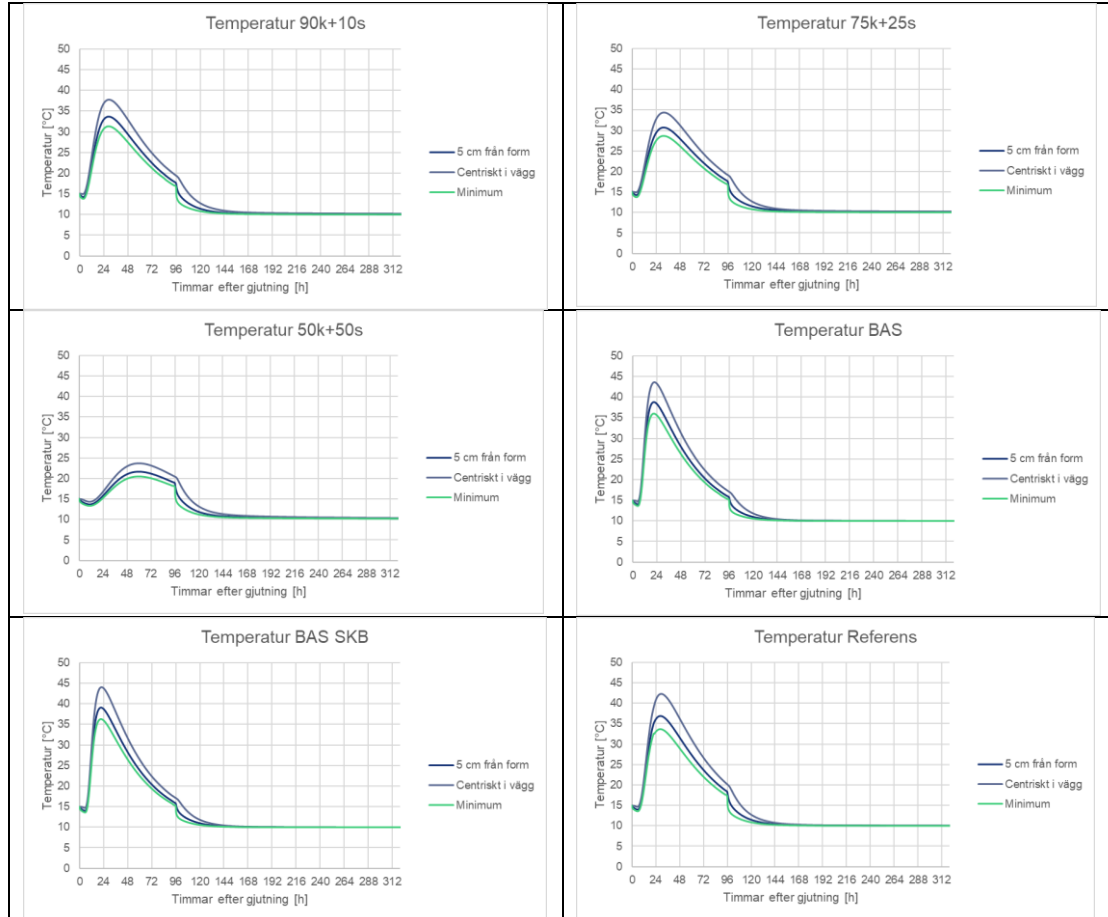 Temperatur 90k+10s
50
45
40
35
30
25
20
15
10
5
0
Temperatur [°C]
0 24 48 72 96 120 144 168 192 216 240 264 288 312
Timmar efter gjutning [h]
5 cm från form
Centriskt i vägg
Minimum
Temperatur 75k+25s
50
45
40
35
30
25
20
15
10
5
0
Temperatur [°C]
0 24 48 72 96 120 144 168 192 216 240 264 288 312
Timmar efter gjutning [h]
5 cm från form
Centriskt i vägg
Minimum
Temperatur 50k+50s
50
45
40
35
30
25
20
15
10
5
0
Temperatur [°C]
0 24 48 72 96 120 144 168 192 216 240 264 288 312
Timmar efter gjutning [h]
5 cm från form
Centriskt i vägg
Minimum
Temperatur BAS
50
45
40
35
30
25
20
15
10
5
0
Temperatur [°C]
0 24 48 72 96 120 144 168 192 216 240 264 288 312
Timmar efter gjutning [h]
5 cm från form
Centriskt i vägg
Minimum
Temperatur BAS SKB
50
45
40
35
30
25
20
15
10
5
0
Temperatur [°C]
0 24 48 72 96 120 144 168 192 216 240 264 288 312
Timmar efter gjutning [h]
5 cm från form
Centriskt i vägg
Minimum
Temperatur Referens
50
45
40
35
30
25
20
15
10
5
0
Temperatur [°C]
0 24 48 72 96 120 144 168 192 216 240 264 288 312
Timmar efter gjutning [h]
5 cm från form
Centriskt i vägg
Minimum